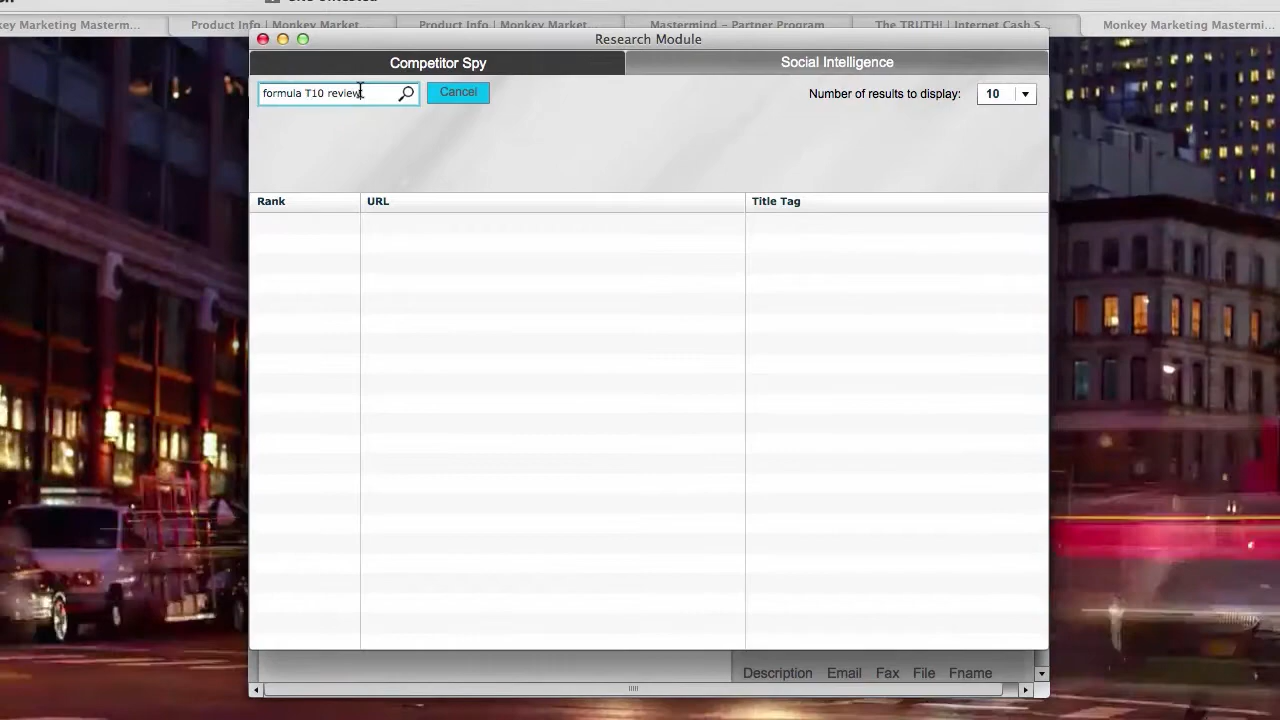 key Marketing Masterm...
Product Info | Monkey Market...
Product Info | Monkey Market...
Mastermind - Partner Program
The TRUTH! | Internet Cash S...
Monkey Marketing Mastermi...
Research Module
Competitor Spy
Social Intelligence
formula T10 review
Cancel
Number of results to display:
10
Rank
URL
Title Tag
Description Email Fax File Fname